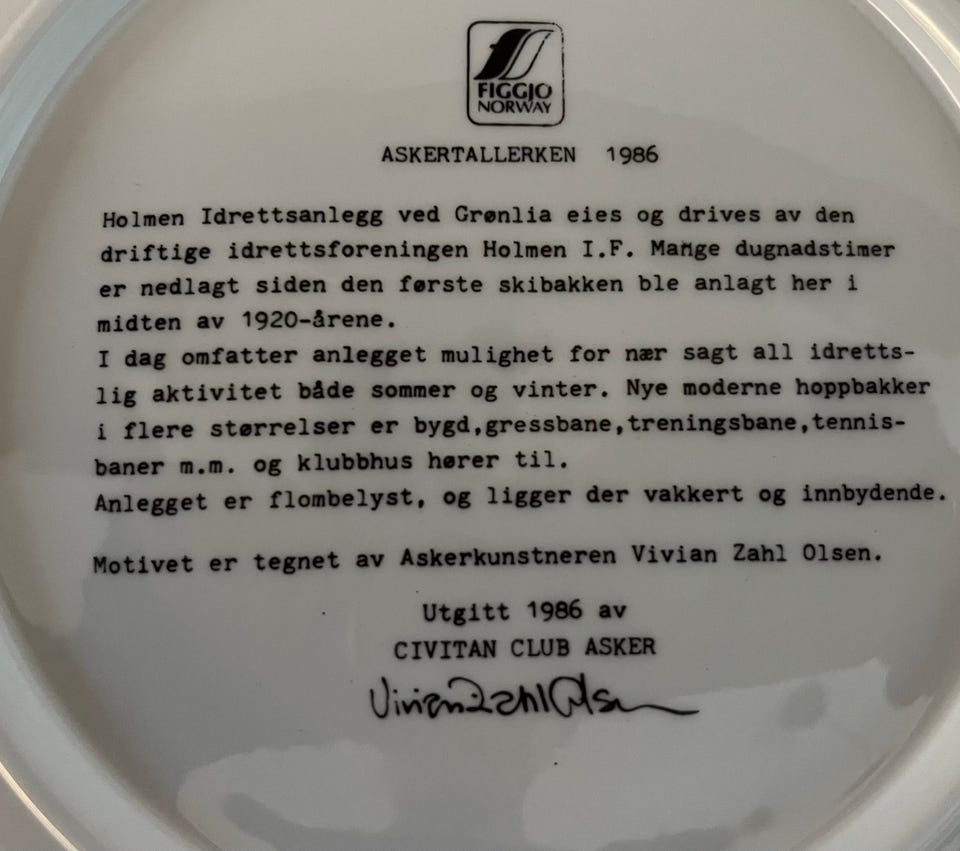 FIGGJO
NORWAY
ASKERTALLERKEN 1986
Holmen Idrettsanlegg ved Grønlia eies og drives av den
driftige idrettsforeningen Holmen I.F. Mange dugnadstimer
er nedlagt siden den første skibakken ble anlagt her i
midten av 1920-årene.
I dag omfatter anlegget mulighet for nær sagt all idretts-
lig aktivitet både sommer og vinter. Nye moderne hoppbakker
i flere størrelser er bygd,gressbane,treningsbane,tennis-
baner m.m. og klubbhus hører til.
Anlegget er flombelyst, og ligger der vakkert og innbydende.
Motivet er tegnet av Askerkunstneren Vivian Zahl Olsen.
Utgitt 1986 av
CIVITAN CLUB ASKER
Vivian Zahl Olsen